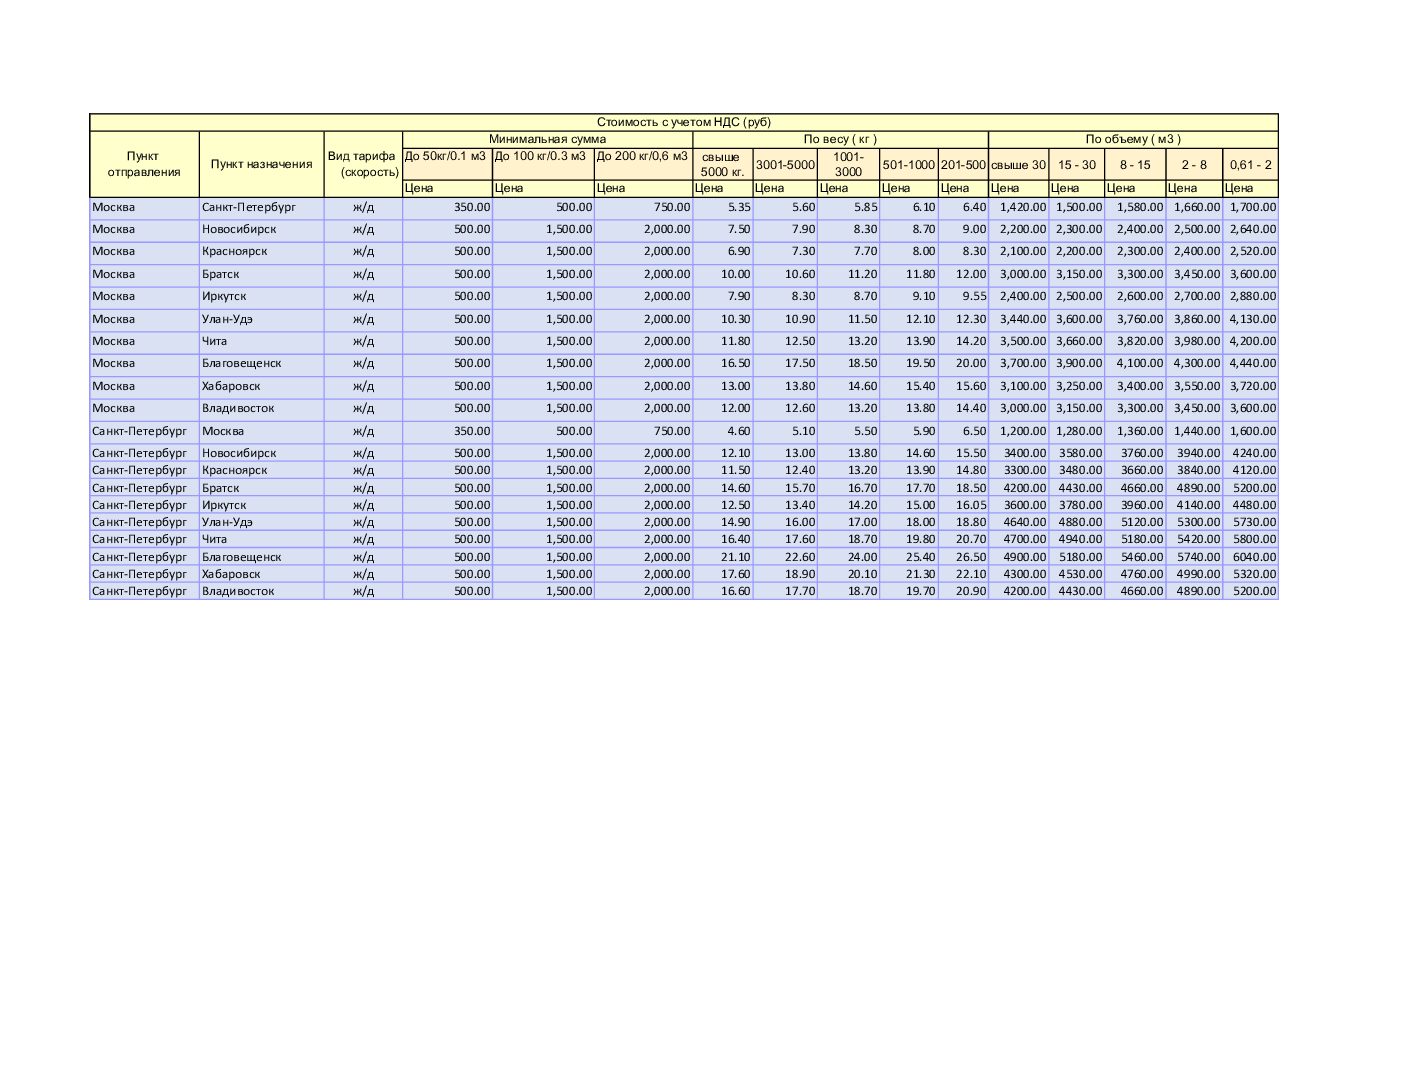 Стоимость с учетом НДС (руб)
Пункт отправления Пункт назначения Вид тарифа (скорость) Минимальная сумма По весу ( кг ) По объему ( м3 )
До 50кг/0.1 м3 До 100 кг/0.3 м3 До 200 кг/0,6 м3 свыше 5000 кг. 3001-5000 1001-3000 501-1000 201-500 свыше 30 15 - 30 8 - 15 2 - 8 0,61 - 2
Цена Цена Цена Цена Цена Цена Цена Цена Цена Цена Цена Цена Цена
Москва Санкт-Петербург ж/д 350.00 500.00 750.00 5.35 5.60 5.85 6.10 6.40 1,420.00 1,500.00 1,580.00 1,660.00 1,700.00
Москва Новосибирск ж/д 500.00 1,500.00 2,000.00 7.50 7.90 8.30 8.70 9.00 2,200.00 2,300.00 2,400.00 2,500.00 2,640.00
Москва Красноярск ж/д 500.00 1,500.00 2,000.00 6.90 7.30 7.70 8.00 8.30 2,100.00 2,200.00 2,300.00 2,400.00 2,520.00
Москва Братск ж/д 500.00 1,500.00 2,000.00 10.00 10.60 11.20 11.80 12.00 3,000.00 3,150.00 3,300.00 3,450.00 3,600.00
Москва Иркутск ж/д 500.00 1,500.00 2,000.00 7.90 8.30 8.70 9.10 9.55 2,400.00 2,500.00 2,600.00 2,700.00 2,880.00
Москва Улан-Удэ ж/д 500.00 1,500.00 2,000.00 10.30 10.90 11.50 12.10 12.30 3,440.00 3,600.00 3,760.00 3,860.00 4,130.00
Москва Чита ж/д 500.00 1,500.00 2,000.00 11.80 12.50 13.20 13.90 14.20 3,500.00 3,660.00 3,820.00 3,980.00 4,200.00
Москва Благовещенск ж/д 500.00 1,500.00 2,000.00 16.50 17.50 18.50 19.50 20.00 3,700.00 3,900.00 4,100.00 4,300.00 4,440.00
Москва Хабаровск ж/д 500.00 1,500.00 2,000.00 13.00 13.80 14.60 15.40 15.60 3,100.00 3,250.00 3,400.00 3,550.00 3,720.00
Москва Владивосток ж/д 500.00 1,500.00 2,000.00 12.00 12.60 13.20 13.80 14.40 3,000.00 3,150.00 3,300.00 3,450.00 3,600.00
Санкт-Петербург Москва ж/д 350.00 500.00 750.00 4.60 5.10 5.50 5.90 6.50 1,200.00 1,280.00 1,360.00 1,440.00 1,600.00
Санкт-Петербург Новосибирск ж/д 500.00 1,500.00 2,000.00 12.10 13.00 13.80 14.60 15.50 3400.00 3580.00 3760.00 3940.00 4240.00
Санкт-Петербург Красноярск ж/д 500.00 1,500.00 2,000.00 11.50 12.40 13.20 13.90 14.80 3300.00 3480.00 3660.00 3840.00 4120.00
Санкт-Петербург Братск ж/д 500.00 1,500.00 2,000.00 14.60 15.70 16.70 17.70 18.50 4200.00 4430.00 4660.00 4890.00 5200.00
Санкт-Петербург Иркутск ж/д 500.00 1,500.00 2,000.00 12.50 13.40 14.20 15.00 16.05 3600.00 3780.00 3960.00 4140.00 4480.00
Санкт-Петербург Улан-Удэ ж/д 500.00 1,500.00 2,000.00 14.90 16.00 17.00 18.00 18.80 4640.00 4880.00 5120.00 5300.00 5730.00
Санкт-Петербург Чита ж/д 500.00 1,500.00 2,000.00 16.40 17.60 18.70 19.80 20.70 4700.00 4940.00 5180.00 5420.00 5800.00
Санкт-Петербург Благовещенск ж/д 500.00 1,500.00 2,000.00 21.10 22.60 24.00 25.40 26.50 4900.00 5180.00 5460.00 5740.00 6040.00
Санкт-Петербург Хабаровск ж/д 500.00 1,500.00 2,000.00 17.60 18.90 20.10 21.30 22.10 4300.00 4530.00 4760.00 4990.00 5320.00
Санкт-Петербург Владивосток ж/д 500.00 1,500.00 2,000.00 16.60 17.70 18.70 19.70 20.90 4200.00 4430.00 4660.00 4890.00 5200.00